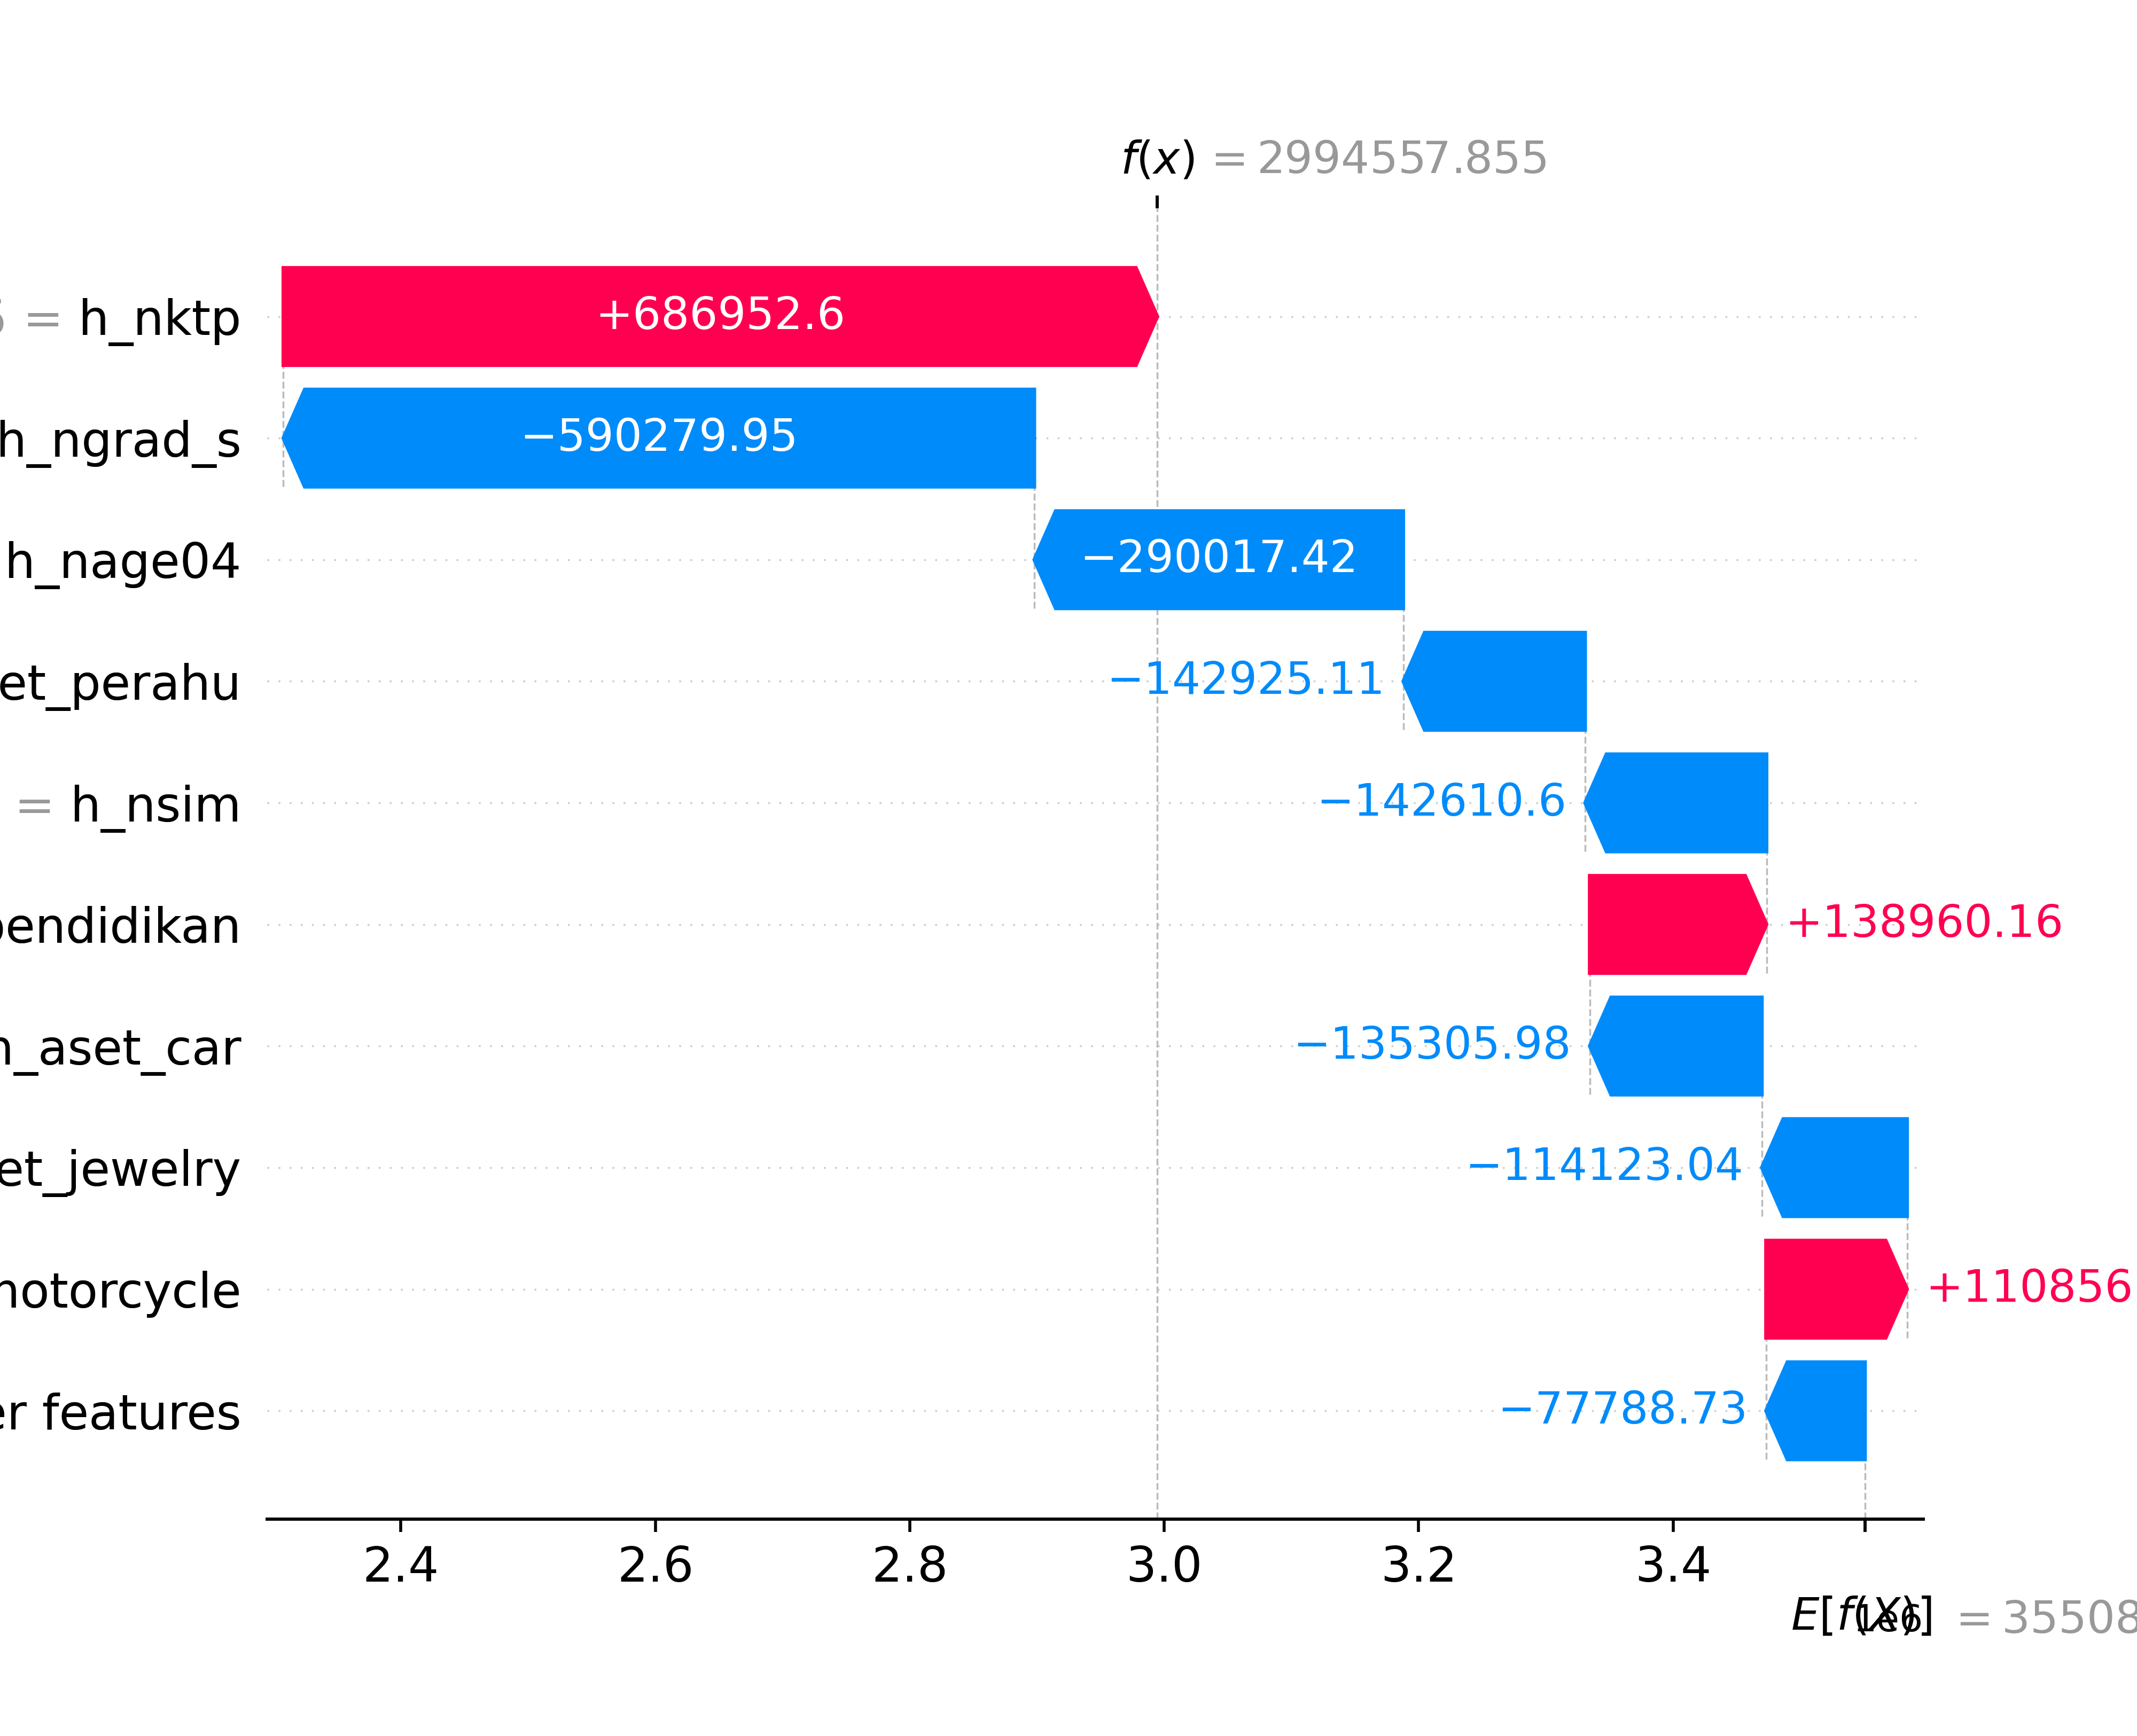 f(x) = 2994557.855
= h_nktp +686952.6
h_ngrad_s −590279.95
h_nage04 −290017.42
et_perahu −142925.11
= h_nsim −142610.6
pendidikan +138960.16
_aset_car −135305.98
et_jewelry −114123.04
otorcycle +110856
er features −77788.73
2.4 2.6 2.8 3.0 3.2 3.4
1e6
E[f(X)] = 35508